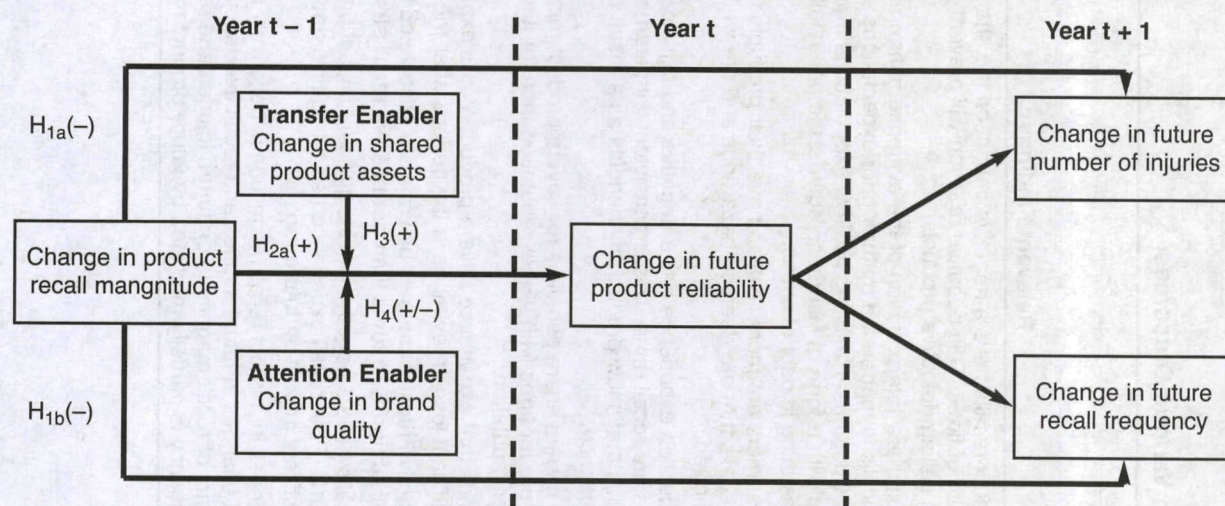 Year t – 1
Year t
Year t + 1
H1a(–)
Transfer Enabler
Change in shared
product assets
Change in future
number of injuries
Change in product
recall mangnitude
H2a(+)
H3(+)
Change in future
product reliability
H4(+/–)
Attention Enabler
Change in brand
quality
Change in future
recall frequency
H1b(–)